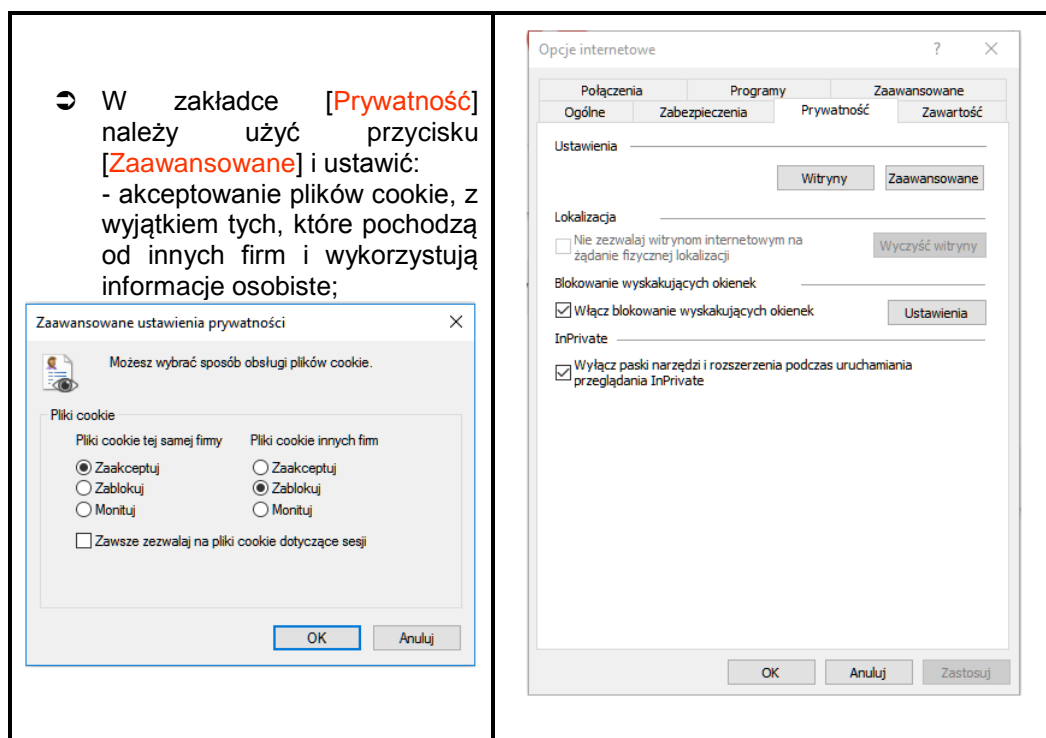 ➲ W zakładce [Prywatność]
należy użyć przycisku
[Zaawansowane] i ustawić:
- akceptowanie plików cookie, z
wyjątkiem tych, które pochodzą
od innych firm i wykorzystują
informacje osobiste;
Zaawansowane ustawienia prywatności
Możesz wybrać sposób obsługi plików cookie.
Pliki cookie
Pliki cookie tej samej firmy Pliki cookie innych firm
Zaakceptuj Zaakceptuj
Zablokuj Zablokuj
Monituj Monituj
Zawsze zezwalaj na pliki cookie dotyczące sesji
OK Anuluj
Opcje internetowe ?
Połączenia Programy Zaawansowane
Ogólne Zabezpieczenia Prywatność Zawartość
Ustawienia
Witryny Zaawansowane
Lokalizacja
Nie zezwalaj witrynom internetowym na
żądanie fizycznej lokalizacji
Wyczyść witryny
Blokowanie wyskakujących okienek
Włącz blokowanie wyskakujących okienek Ustawienia
InPrivate
Wyłącz paski narzędzi i rozszerzenia podczas uruchamiania
przeglądania InPrivate
OK Anuluj Zastosuj